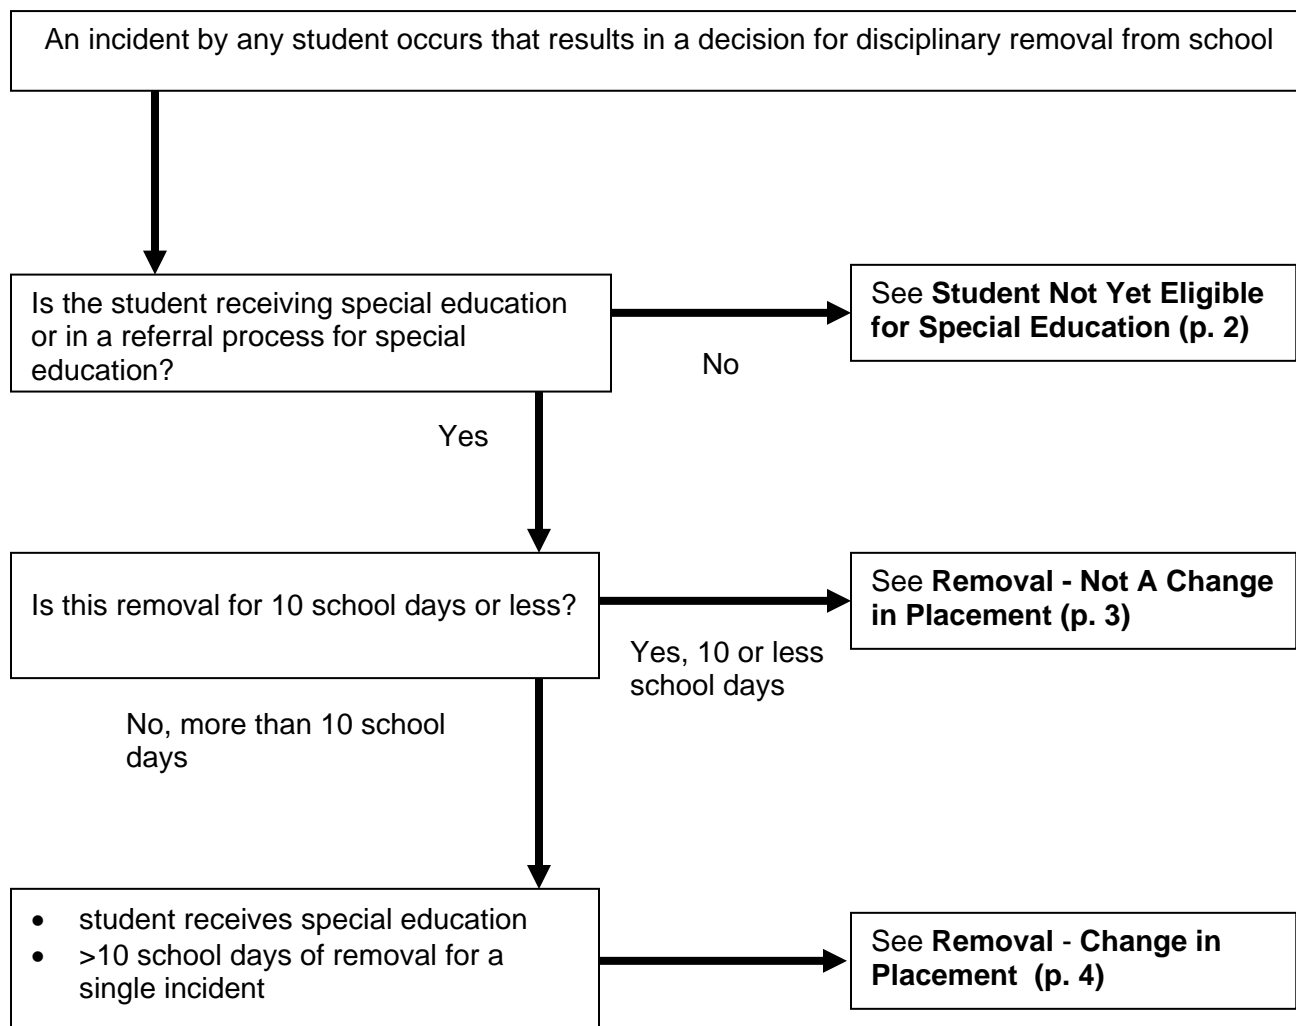 An incident by any student occurs that results in a decision for disciplinary removal from school
Is the student receiving special education
or in a referral process for special
education?
See Student Not Yet Eligible
for Special Education (p. 2)
No
Yes
Is this removal for 10 school days or less?
See Removal - Not A Change
in Placement (p. 3)
Yes, 10 or less
school days
No, more than 10 school
days
• student receives special education
• >10 school days of removal for a
single incident
See Removal - Change in
Placement (p. 4)